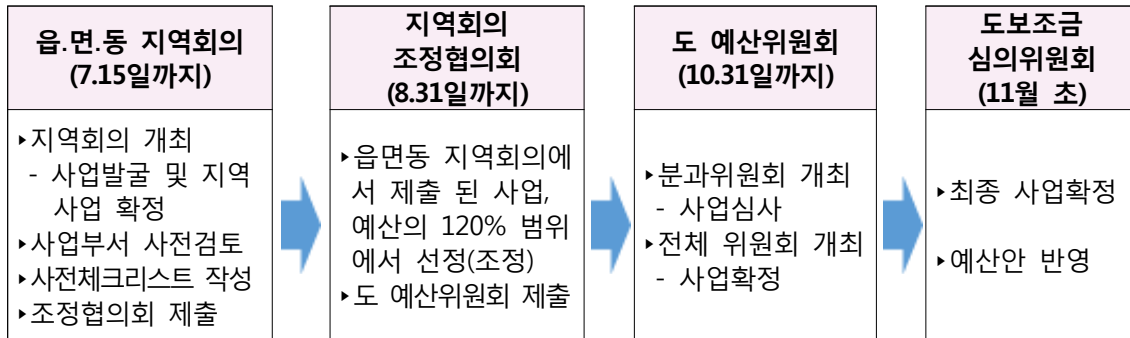 읍.면.동 지역회의
(7.15일까지)
▸지역회의 개최
- 사업발굴 및 지역
사업 확정
▸사업부서 사전검토
▸사전체크리스트 작성
▸조정협의회 제출
지역회의
조정협의회
(8.31일까지)
▸읍면동 지역회의에
서 제출 된 사업,
예산의 120% 범위
에서 선정(조정)
▸도 예산위원회 제출
도 예산위원회
(10.31일까지)
▸분과위원회 개최
- 사업심사
▸전체 위원회 개최
- 사업확정
도보조금
심의위원회
(11월 초)
▸최종 사업확정
▸예산안 반영